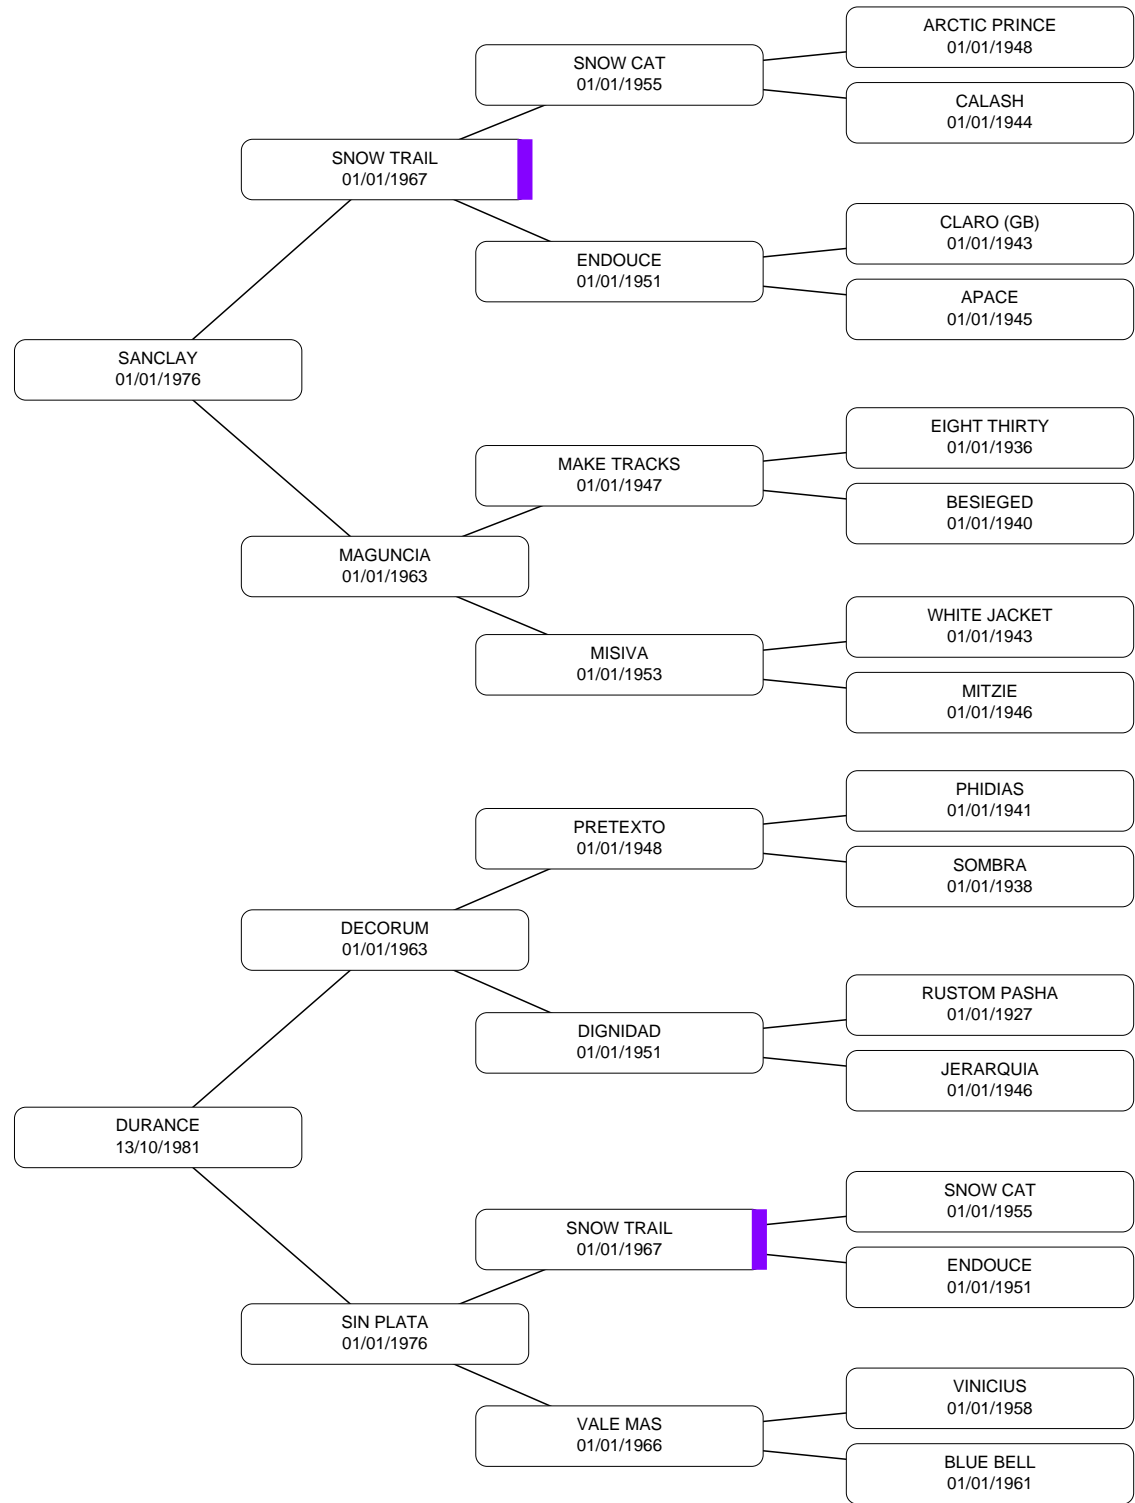 ARCTIC PRINCE
01/01/1948
SNOW CAT
01/01/1955
CALASH
01/01/1944
SNOW TRAIL
01/01/1967
CLARO (GB)
01/01/1943
ENDOUCE
01/01/1951
APACE
01/01/1945
SANCLAY
01/01/1976
EIGHT THIRTY
01/01/1936
MAKE TRACKS
01/01/1947
BESIEGED
01/01/1940
MAGUNCIA
01/01/1963
WHITE JACKET
01/01/1943
MISIVA
01/01/1953
MITZIE
01/01/1946
PHIDIAS
01/01/1941
PRETEXTO
01/01/1948
SOMBRA
01/01/1938
DECORUM
01/01/1963
RUSTOM PASHA
01/01/1927
DIGNIDAD
01/01/1951
JERARQUIA
01/01/1946
DURANCE
13/10/1981
SNOW CAT
01/01/1955
SNOW TRAIL
01/01/1967
ENDOUCE
01/01/1951
SIN PLATA
01/01/1976
VINICIUS
01/01/1958
VALE MAS
01/01/1966
BLUE BELL
01/01/1961